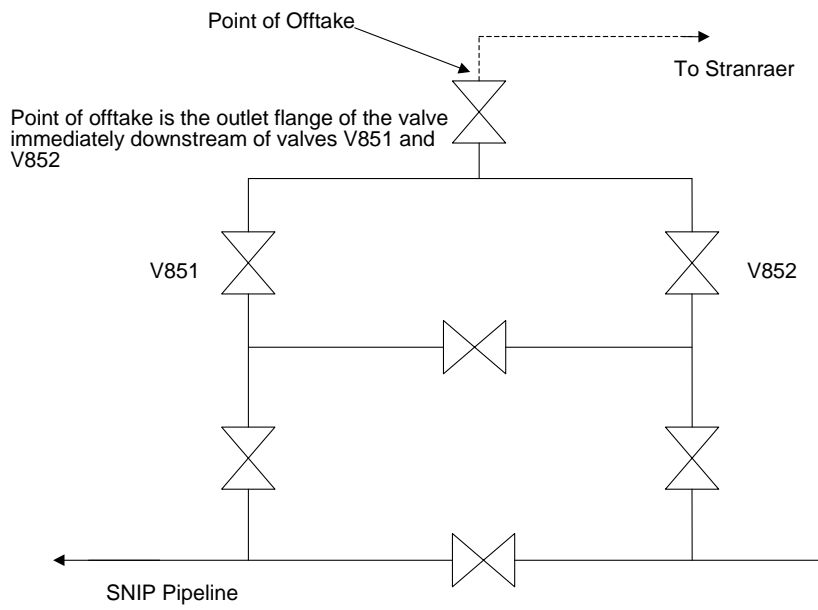 Point of Offtake
To Stranraer
Point of offtake is the outlet flange of the valve
immediately downstream of valves V851 and
V852
V851
V852
SNIP Pipeline